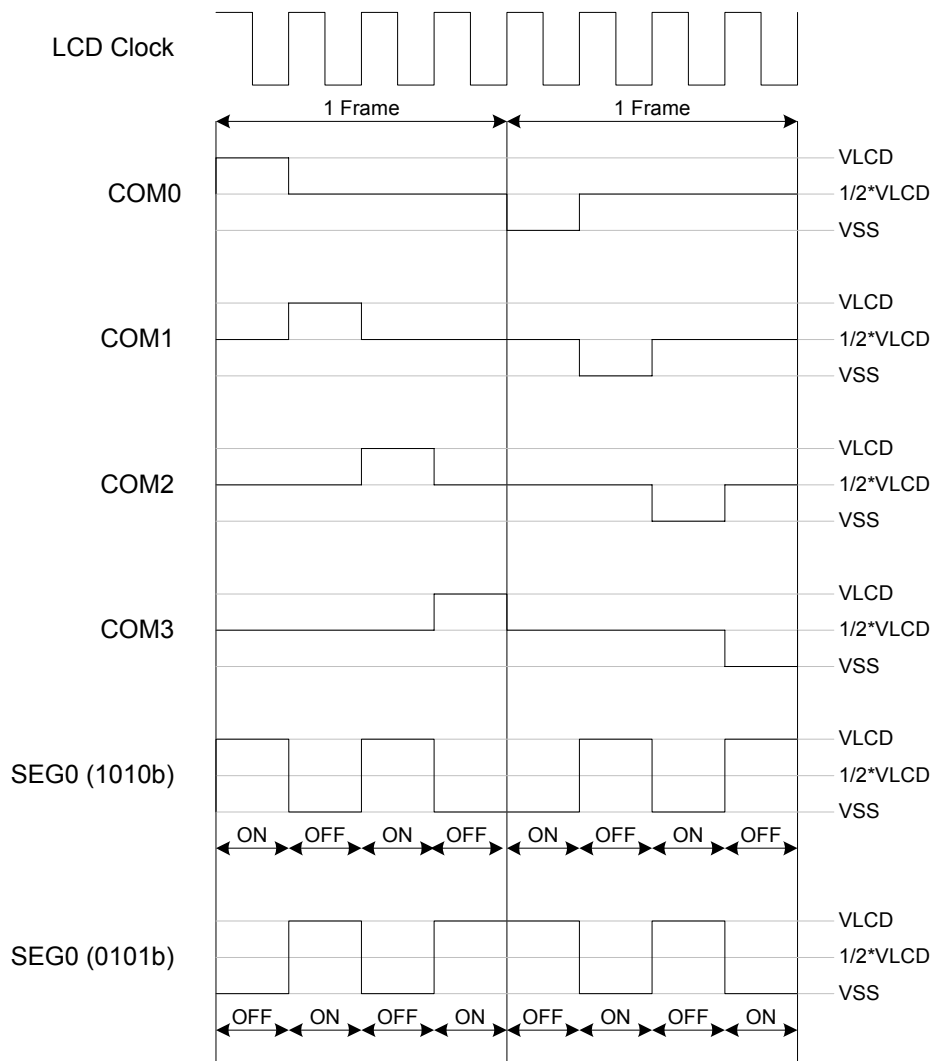 LCD Clock
1 Frame 1 Frame
VLCD
COM0 1/2*VLCD
VSS
VLCD
COM1 1/2*VLCD
VSS
VLCD
COM2 1/2*VLCD
VSS
VLCD
COM3 1/2*VLCD
VSS
VLCD
SEG0 (1010b) 1/2*VLCD
VSS
ON OFF ON OFF ON OFF ON OFF
VLCD
SEG0 (0101b) 1/2*VLCD
VSS
OFF ON OFF ON OFF ON OFF ON